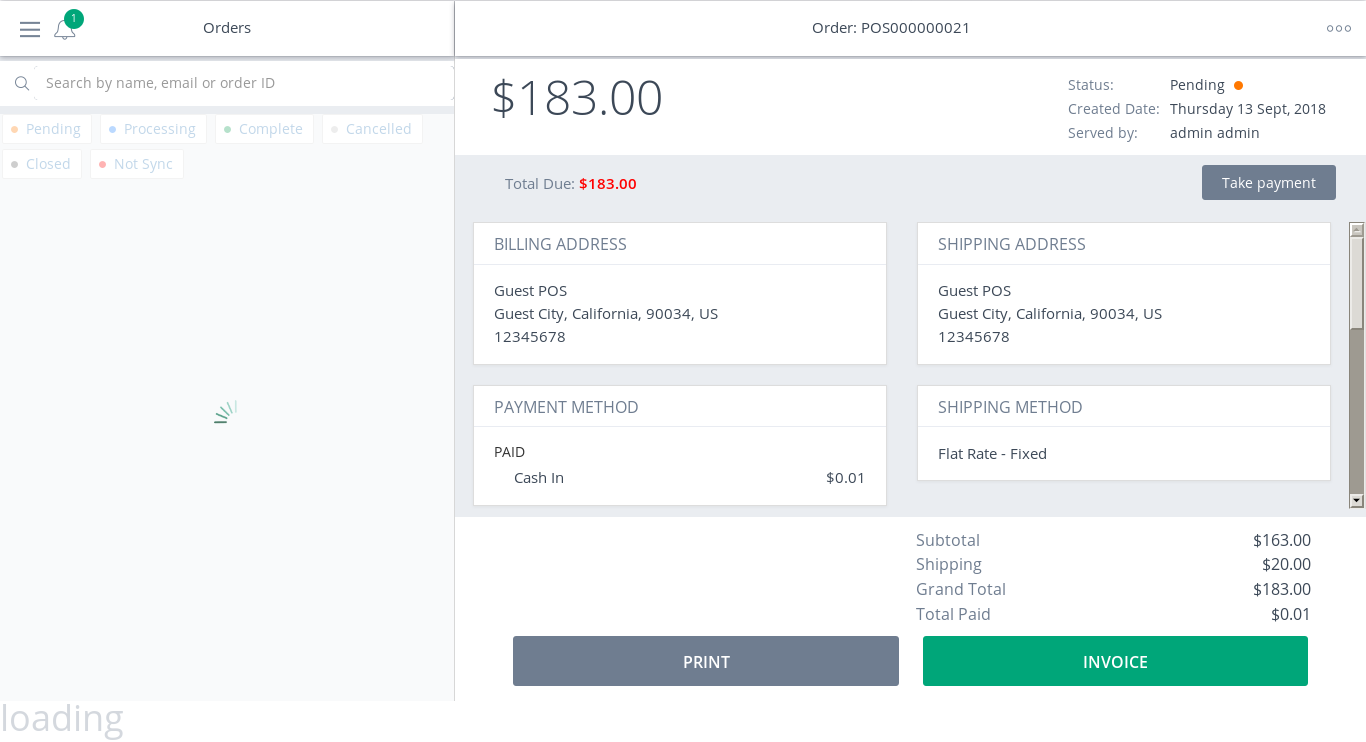 1
Orders
Order: POS000000021
Search by name, email or order ID
Pending
Processing
Complete
Cancelled
Closed
Not Sync
$183.00
Status: Pending
Created Date: Thursday 13 Sept, 2018
Served by: admin admin
Total Due: $183.00
Take payment
BILLING ADDRESS
Guest POS
Guest City, California, 90034, US
12345678
SHIPPING ADDRESS
Guest POS
Guest City, California, 90034, US
12345678
PAYMENT METHOD
PAID
Cash In $0.01
SHIPPING METHOD
Flat Rate - Fixed
Subtotal $163.00
Shipping $20.00
Grand Total $183.00
Total Paid $0.01
PRINT
INVOICE
loading